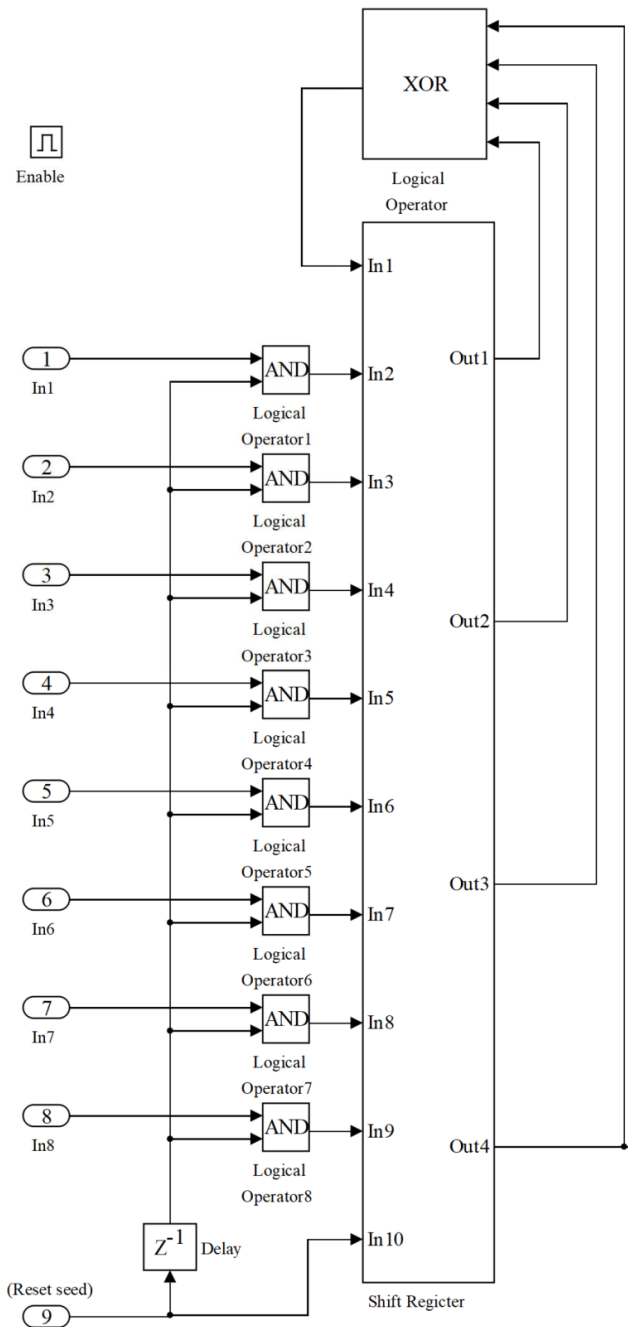 XOR
Enable
Logical
Operator
In1
1
AND
In2
Out1
In1
Logical
Operator1
2
AND
In3
In2
Logical
Operator2
3
AND
In4
In3
Out2
Logical
Operator3
4
AND
In5
In4
Logical
Operator4
5
AND
In6
In5
Logical
Operator5
Out3
6
AND
In7
In6
Logical
Operator6
7
AND
In8
In7
Logical
Operator7
8
AND
In9
Out4
In8
Logical
Operator8
In10
Z-1
Delay
(Reset seed)
9
Shift Regicter